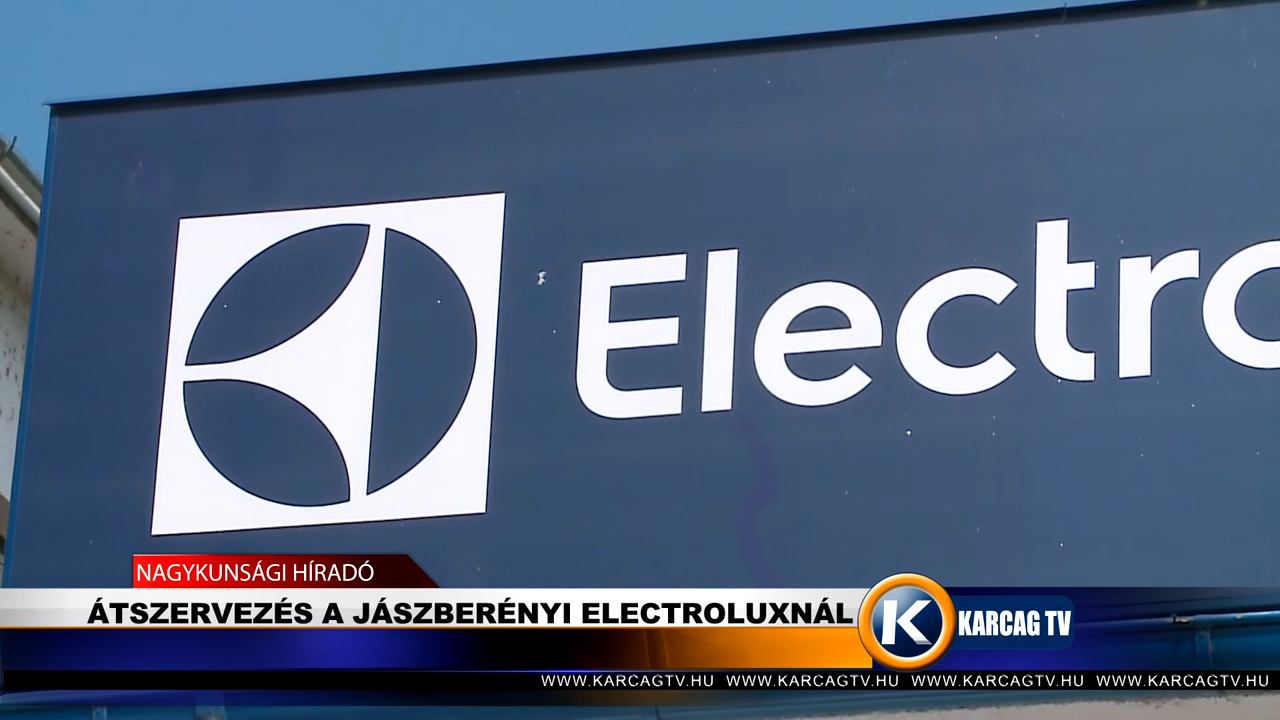 Electro
NAGYKUNSÁGI HÍRADÓ
ÁTSZERVEZÉS A JÁSZBERÉNYI ELECTROLUXNÁL
K KARCAG TV
WWW.KARCAGTV.HU WWW.KARCAGTV.HU WWW.KARCAGTV.HU WWW.KARCAGTV.HU